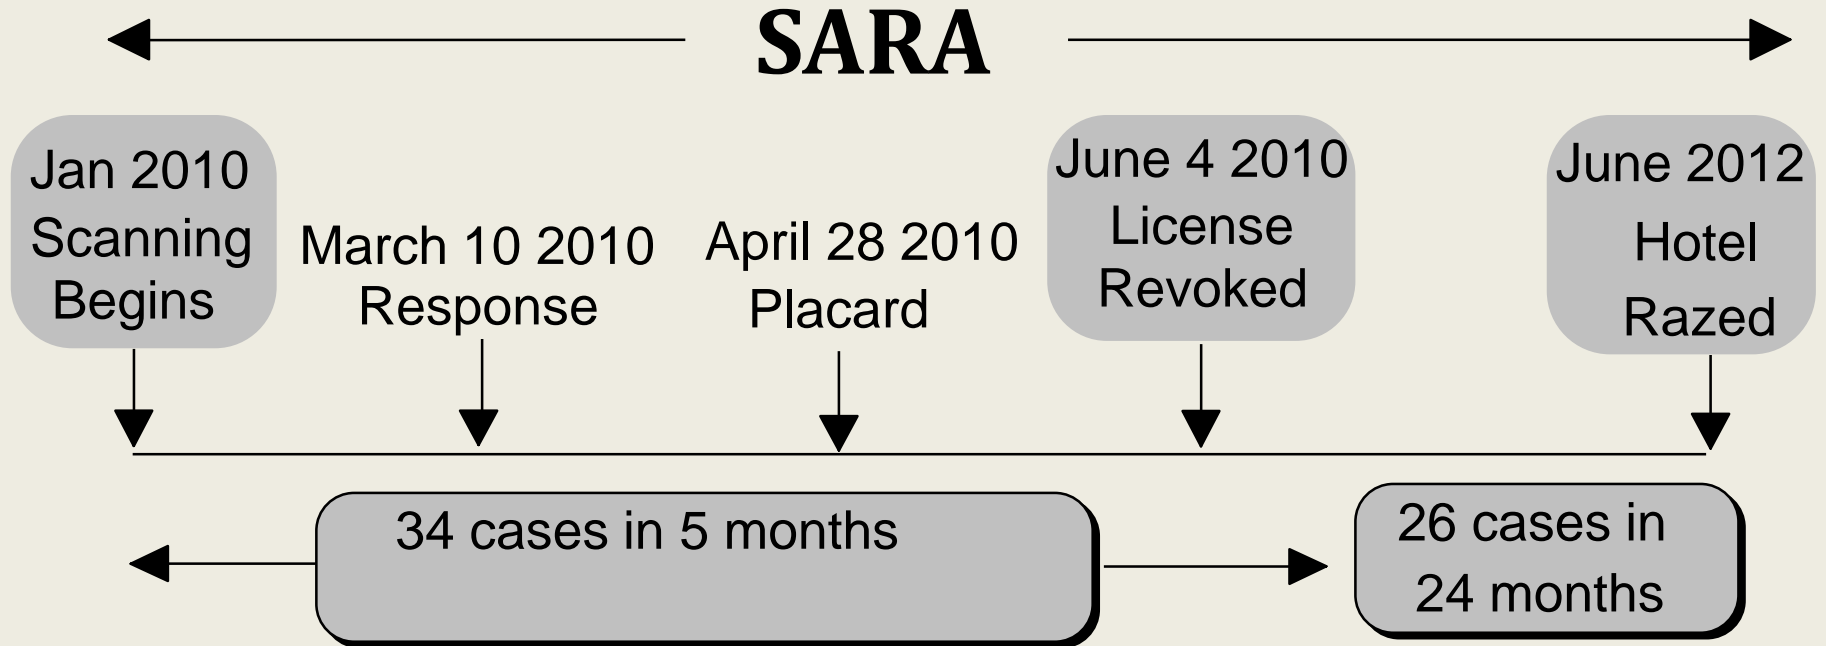 SARA
Jan 2010
Scanning
Begins
March 10 2010
Response
April 28 2010
Placard
June 4 2010
License
Revoked
June 2012
Hotel
Razed
34 cases in 5 months
26 cases in
24 months